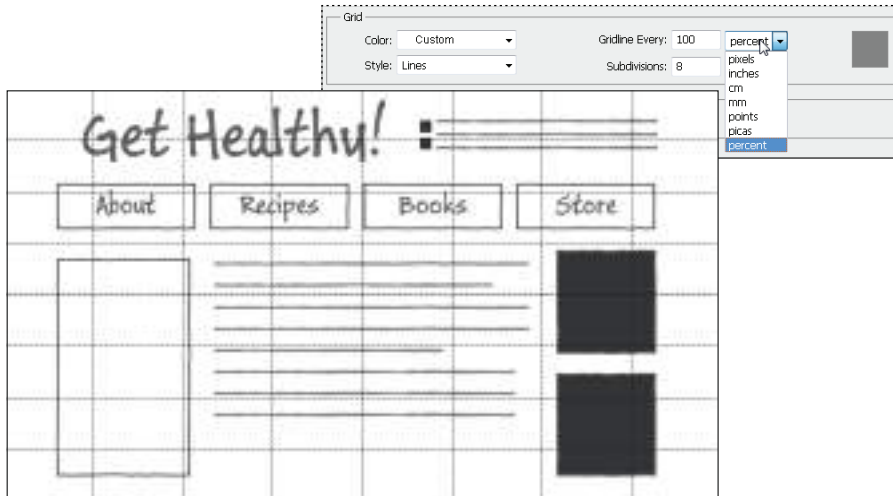 Grid
Color: Custom Gridline Every: 100 percent
Style: Lines Subdivisions: 8
pixels
inches
cm
mm
points
picas
percent
Get Healthy!
About Recipes Books Store